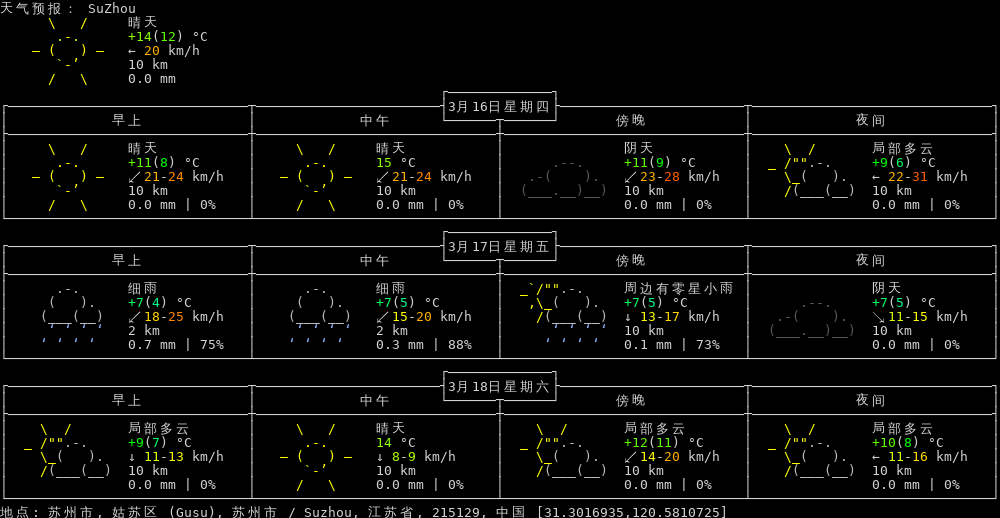 天气预报: SuZhou
晴天
+14(12) °C
← 20 km/h
10 km
0.0 mm
3月16日星期四
早上 中午 傍晚 夜间
晴天 晴天 阴天 局部多云
+11(8) °C 15 °C +11(9) °C +9(6) °C
↙ 21-24 km/h ↙ 21-24 km/h ↙ 23-28 km/h ← 22-31 km/h
10 km 10 km 10 km 10 km
0.0 mm | 0% 0.0 mm | 0% 0.0 mm | 0% 0.0 mm | 0%
3月17日星期五
早上 中午 傍晚 夜间
细雨 细雨 周边有零星小雨 阴天
+7(4) °C +7(5) °C +7(5) °C +7(5) °C
↙ 18-25 km/h ↙ 15-20 km/h ↓ 13-17 km/h ↘ 11-15 km/h
2 km 2 km 10 km 10 km
0.7 mm | 75% 0.3 mm | 88% 0.1 mm | 73% 0.0 mm | 0%
3月18日星期六
早上 中午 傍晚 夜间
局部多云 晴天 局部多云 局部多云
+9(7) °C 14 °C +12(11) °C +10(8) °C
↓ 11-13 km/h ↓ 8-9 km/h ↙ 14-20 km/h ← 11-16 km/h
10 km 10 km 10 km 10 km
0.0 mm | 0% 0.0 mm | 0% 0.0 mm | 0% 0.0 mm | 0%
地点: 苏州市, 姑苏区 (Gusu), 苏州市 / Suzhou, 江苏省, 215129, 中国 [31.3016935,120.5810725]